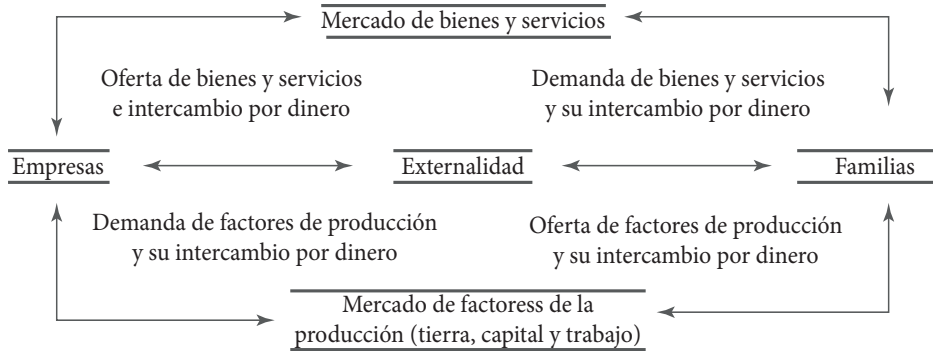 Mercado de bienes y servicios
Oferta de bienes y servicios
e intercambio por dinero
Demanda de bienes y servicios
y su intercambio por dinero
Empresas
Externalidad
Familias
Demanda de factores de producción
y su intercambio por dinero
Oferta de factores de producción
y su intercambio por dinero
Mercado de factoress de la
producción (tierra, capital y trabajo)